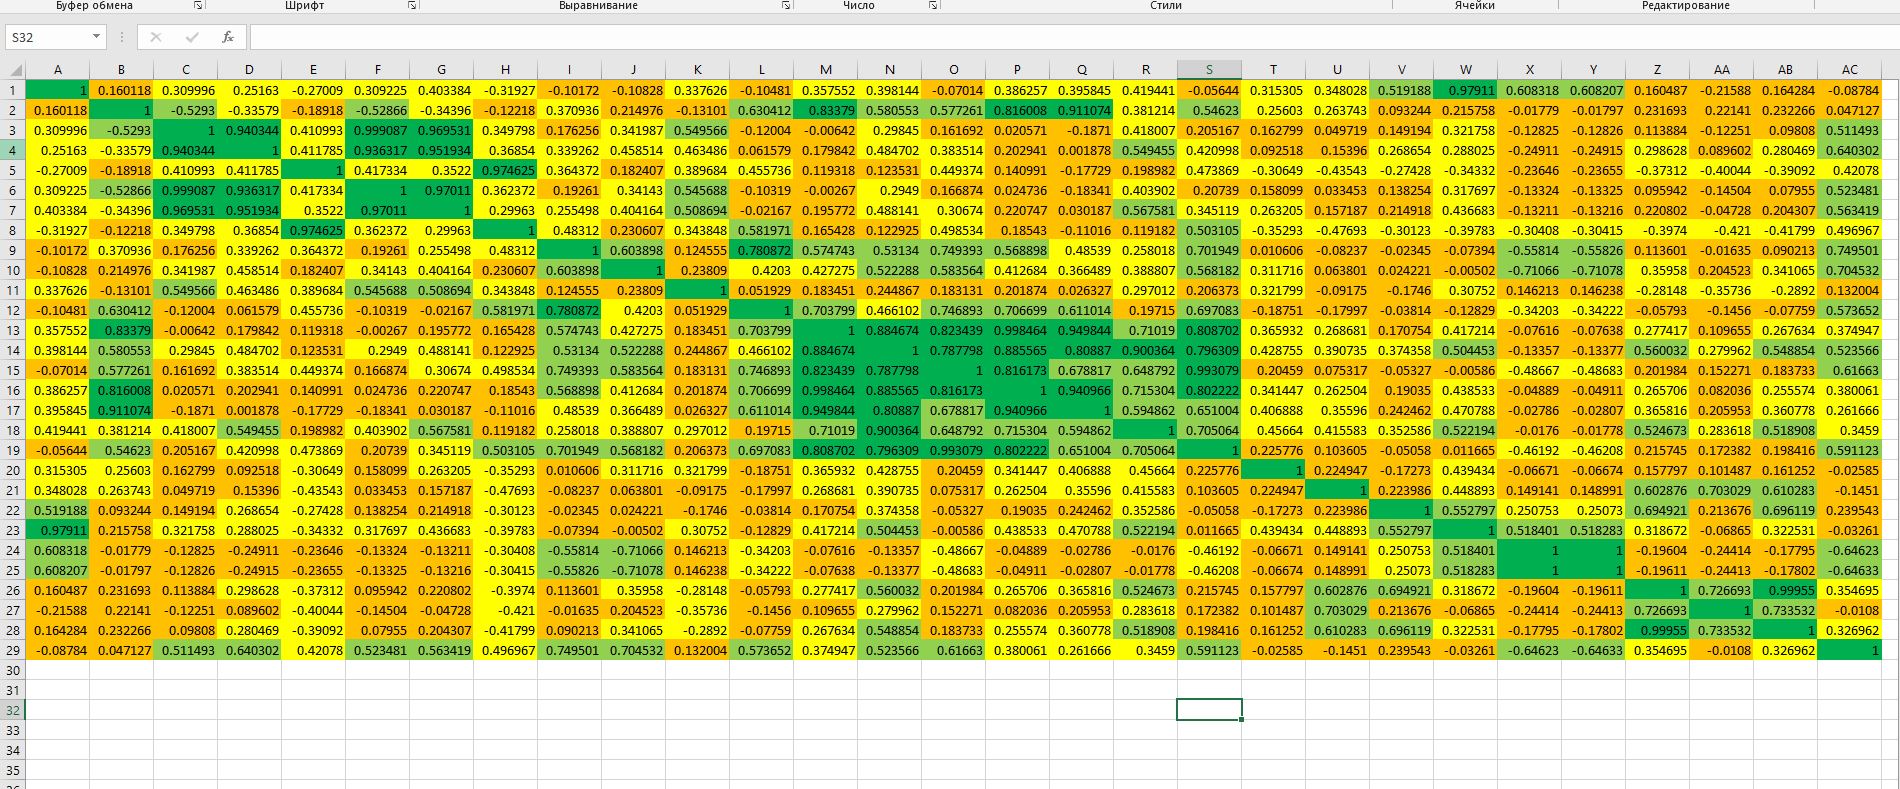 Буфер обмена Шрифт Выравнивание Число Стили Ячейки Редактирование
S32 fx
A B C D E F G H I J K L M N O P Q R S T U V W X Y Z AA AB AC
1 1 0.160118 0.309996 0.25163 -0.27009 0.309225 0.403384 -0.31927 -0.10172 -0.10828 0.337626 -0.10481 0.357552 0.398144 -0.07014 0.386257 0.395845 0.419441 -0.05644 0.315305 0.348028 0.519188 0.97911 0.608318 0.608207 0.160487 -0.21588 0.164284 -0.08784
2 0.160118 1 -0.5293 -0.33579 -0.18918 -0.52866 -0.34396 -0.12218 0.370936 0.214976 -0.13101 0.630412 0.83379 0.580553 0.577261 0.816008 0.911074 0.381214 0.54623 0.25603 0.263743 0.093244 0.215758 -0.01779 -0.01797 0.231693 0.22141 0.232266 0.047127
3 0.309996 -0.5293 1 0.940344 0.410993 0.999087 0.969531 0.349798 0.176256 0.341987 0.549566 -0.12004 -0.00642 0.29845 0.161692 0.020571 -0.1871 0.418007 0.205167 0.162799 0.049719 0.149194 0.321758 -0.12825 -0.12826 0.113884 -0.12251 0.09808 0.511493
4 0.25163 -0.33579 0.940344 1 0.411785 0.936317 0.951934 0.36854 0.339262 0.458514 0.463486 0.061579 0.179842 0.484702 0.383514 0.202941 0.001878 0.549455 0.420998 0.092518 0.15396 0.268654 0.288025 -0.24911 -0.24915 0.298628 0.089602 0.280469 0.640302
5 -0.27009 -0.18918 0.410993 0.411785 1 0.417334 0.3522 0.974625 0.364372 0.182407 0.389684 0.455736 0.119318 0.123531 0.449374 0.140991 -0.17729 0.198982 0.473869 -0.30649 -0.43543 -0.27428 -0.34332 -0.23646 -0.23655 -0.37312 -0.40044 -0.39092 0.42078
6 0.309225 -0.52866 0.999087 0.936317 0.417334 1 0.97011 0.362372 0.19261 0.34143 0.545688 -0.10319 -0.00267 0.2949 0.166874 0.024736 -0.18341 0.403902 0.20739 0.158099 0.033453 0.138254 0.317697 -0.13324 -0.13325 0.095942 -0.14504 0.07955 0.523481
7 0.403384 -0.34396 0.969531 0.951934 0.3522 0.97011 1 0.29963 0.255498 0.404164 0.508694 -0.02167 0.195772 0.488141 0.30674 0.220747 0.030187 0.567581 0.345119 0.263205 0.157187 0.214918 0.436683 -0.13211 -0.13216 0.220802 -0.04728 0.204307 0.563419
8 -0.31927 -0.12218 0.349798 0.36854 0.974625 0.362372 0.29963 1 0.48312 0.230607 0.343848 0.581971 0.165428 0.122925 0.498534 0.18543 -0.11016 0.119182 0.503105 -0.35293 -0.47693 -0.30123 -0.39783 -0.30408 -0.30415 -0.3974 -0.421 -0.41799 0.496967
9 -0.10172 0.370936 0.176256 0.339262 0.364372 0.19261 0.255498 0.48312 1 0.603898 0.124555 0.780872 0.574743 0.53134 0.749393 0.568898 0.48539 0.258018 0.701949 0.010606 -0.08237 -0.02345 -0.07394 -0.55814 -0.55826 0.113601 -0.01635 0.090213 0.749501
10 -0.10828 0.214976 0.341987 0.458514 0.182407 0.34143 0.404164 0.230607 0.603898 1 0.23809 0.4203 0.427275 0.522288 0.583564 0.412684 0.366489 0.388807 0.568182 0.311716 0.063801 0.024221 -0.00502 -0.71066 -0.71078 0.35958 0.204523 0.341065 0.704532
11 0.337626 -0.13101 0.549566 0.463486 0.389684 0.545688 0.508694 0.343848 0.124555 0.23809 1 0.051929 0.183451 0.244867 0.183131 0.201874 0.026327 0.297012 0.206373 0.321799 -0.09175 -0.1746 0.30752 0.146213 0.146238 -0.28148 -0.35736 -0.2892 0.132004
12 -0.10481 0.630412 -0.12004 0.061579 0.455736 -0.10319 -0.02167 0.581971 0.780872 0.4203 0.051929 1 0.703799 0.466102 0.746893 0.706699 0.611014 0.19715 0.697083 -0.18751 -0.17997 -0.03814 -0.12829 -0.34203 -0.34222 -0.05793 -0.1456 -0.07759 0.573652
13 0.357552 0.83379 -0.00642 0.179842 0.119318 -0.00267 0.195772 0.165428 0.574743 0.427275 0.183451 0.703799 1 0.884674 0.823439 0.998464 0.949844 0.71019 0.808702 0.365932 0.268681 0.170754 0.417214 -0.07616 -0.07638 0.277417 0.109655 0.267634 0.374947
14 0.398144 0.580553 0.29845 0.484702 0.123531 0.2949 0.488141 0.122925 0.53134 0.522288 0.244867 0.466102 0.884674 1 0.787798 0.885565 0.80887 0.900364 0.796309 0.428755 0.390735 0.374358 0.504453 -0.13357 -0.13377 0.560032 0.279962 0.548854 0.523566
15 -0.07014 0.577261 0.161692 0.383514 0.449374 0.166874 0.30674 0.498534 0.749393 0.583564 0.183131 0.746893 0.823439 0.787798 1 0.816173 0.678817 0.648792 0.993079 0.20459 0.075317 -0.05327 -0.00586 -0.48667 -0.48683 0.201984 0.152271 0.183733 0.61663
16 0.386257 0.816008 0.020571 0.202941 0.140991 0.024736 0.220747 0.18543 0.568898 0.412684 0.201874 0.706699 0.998464 0.885565 0.816173 1 0.940966 0.715304 0.802222 0.341447 0.262504 0.19035 0.438533 -0.04889 -0.04911 0.265706 0.082036 0.255574 0.380061
17 0.395845 0.911074 -0.1871 0.001878 -0.17729 -0.18341 0.030187 -0.11016 0.48539 0.366489 0.026327 0.611014 0.949844 0.80887 0.678817 0.940966 1 0.594862 0.651004 0.406888 0.35596 0.242462 0.470788 -0.02786 -0.02807 0.365816 0.205953 0.360778 0.261666
18 0.419441 0.381214 0.418007 0.549455 0.198982 0.403902 0.567581 0.119182 0.258018 0.388807 0.297012 0.19715 0.71019 0.900364 0.648792 0.715304 0.594862 1 0.705064 0.45664 0.415583 0.352586 0.522194 -0.0176 -0.01778 0.524673 0.283618 0.518908 0.3459
19 -0.05644 0.54623 0.205167 0.420998 0.473869 0.20739 0.345119 0.503105 0.701949 0.568182 0.206373 0.697083 0.808702 0.796309 0.993079 0.802222 0.651004 0.705064 1 0.225776 0.103605 -0.05058 0.011665 -0.46192 -0.46208 0.215745 0.172382 0.198416 0.591123
20 0.315305 0.25603 0.162799 0.092518 -0.30649 0.158099 0.263205 -0.35293 0.010606 0.311716 0.321799 -0.18751 0.365932 0.428755 0.20459 0.341447 0.406888 0.45664 0.225776 1 0.224947 -0.17273 0.439434 -0.06671 -0.06674 0.157797 0.101487 0.161252 -0.02585
21 0.348028 0.263743 0.049719 0.15396 -0.43543 0.033453 0.157187 -0.47693 -0.08237 0.063801 -0.09175 -0.17997 0.268681 0.390735 0.075317 0.262504 0.35596 0.415583 0.103605 0.224947 1 0.223986 0.448893 0.149141 0.148991 0.602876 0.703029 0.610283 -0.1451
22 0.519188 0.093244 0.149194 0.268654 -0.27428 0.138254 0.214918 -0.30123 -0.02345 0.024221 -0.1746 -0.03814 0.170754 0.374358 -0.05327 0.19035 0.242462 0.352586 -0.05058 -0.17273 0.223986 1 0.552797 0.250753 0.25073 0.694921 0.213676 0.696119 0.239543
23 0.97911 0.215758 0.321758 0.288025 -0.34332 0.317697 0.436683 -0.39783 -0.07394 -0.00502 0.30752 -0.12829 0.417214 0.504453 -0.00586 0.438533 0.470788 0.522194 0.011665 0.439434 0.448893 0.552797 1 0.518401 0.518283 0.318672 -0.06865 0.322531 -0.03261
24 0.608318 -0.01779 -0.12825 -0.24911 -0.23646 -0.13324 -0.13211 -0.30408 -0.55814 -0.71066 0.146213 -0.34203 -0.07616 -0.13357 -0.48667 -0.04889 -0.02786 -0.0176 -0.46192 -0.06671 0.149141 0.250753 0.518401 1 1 -0.19604 -0.24414 -0.17795 -0.64623
25 0.608207 -0.01797 -0.12826 -0.24915 -0.23655 -0.13325 -0.13216 -0.30415 -0.55826 -0.71078 0.146238 -0.34222 -0.07638 -0.13377 -0.48683 -0.04911 -0.02807 -0.01778 -0.46208 -0.06674 0.148991 0.25073 0.518283 1 1 -0.19611 -0.24413 -0.17802 -0.64633
26 0.160487 0.231693 0.113884 0.298628 -0.37312 0.095942 0.220802 -0.3974 0.113601 0.35958 -0.28148 -0.05793 0.277417 0.560032 0.201984 0.265706 0.365816 0.524673 0.215745 0.157797 0.602876 0.694921 0.318672 -0.19604 -0.19611 1 0.726693 0.99955 0.354695
27 -0.21588 0.22141 -0.12251 0.089602 -0.40044 -0.14504 -0.04728 -0.421 -0.01635 0.204523 -0.35736 -0.1456 0.109655 0.279962 0.152271 0.082036 0.205953 0.283618 0.172382 0.101487 0.703029 0.213676 -0.06865 -0.24414 -0.24413 0.726693 1 0.733532 -0.0108
28 0.164284 0.232266 0.09808 0.280469 -0.39092 0.07955 0.204307 -0.41799 0.090213 0.341065 -0.2892 -0.07759 0.267634 0.548854 0.183733 0.255574 0.360778 0.518908 0.198416 0.161252 0.610283 0.696119 0.322531 -0.17795 -0.17802 0.99955 0.733532 1 0.326962
29 -0.08784 0.047127 0.511493 0.640302 0.42078 0.523481 0.563419 0.496967 0.749501 0.704532 0.132004 0.573652 0.374947 0.523566 0.61663 0.380061 0.261666 0.3459 0.591123 -0.02585 -0.1451 0.239543 -0.03261 -0.64623 -0.64633 0.354695 -0.0108 0.326962 1
30
31
32
33
34
35